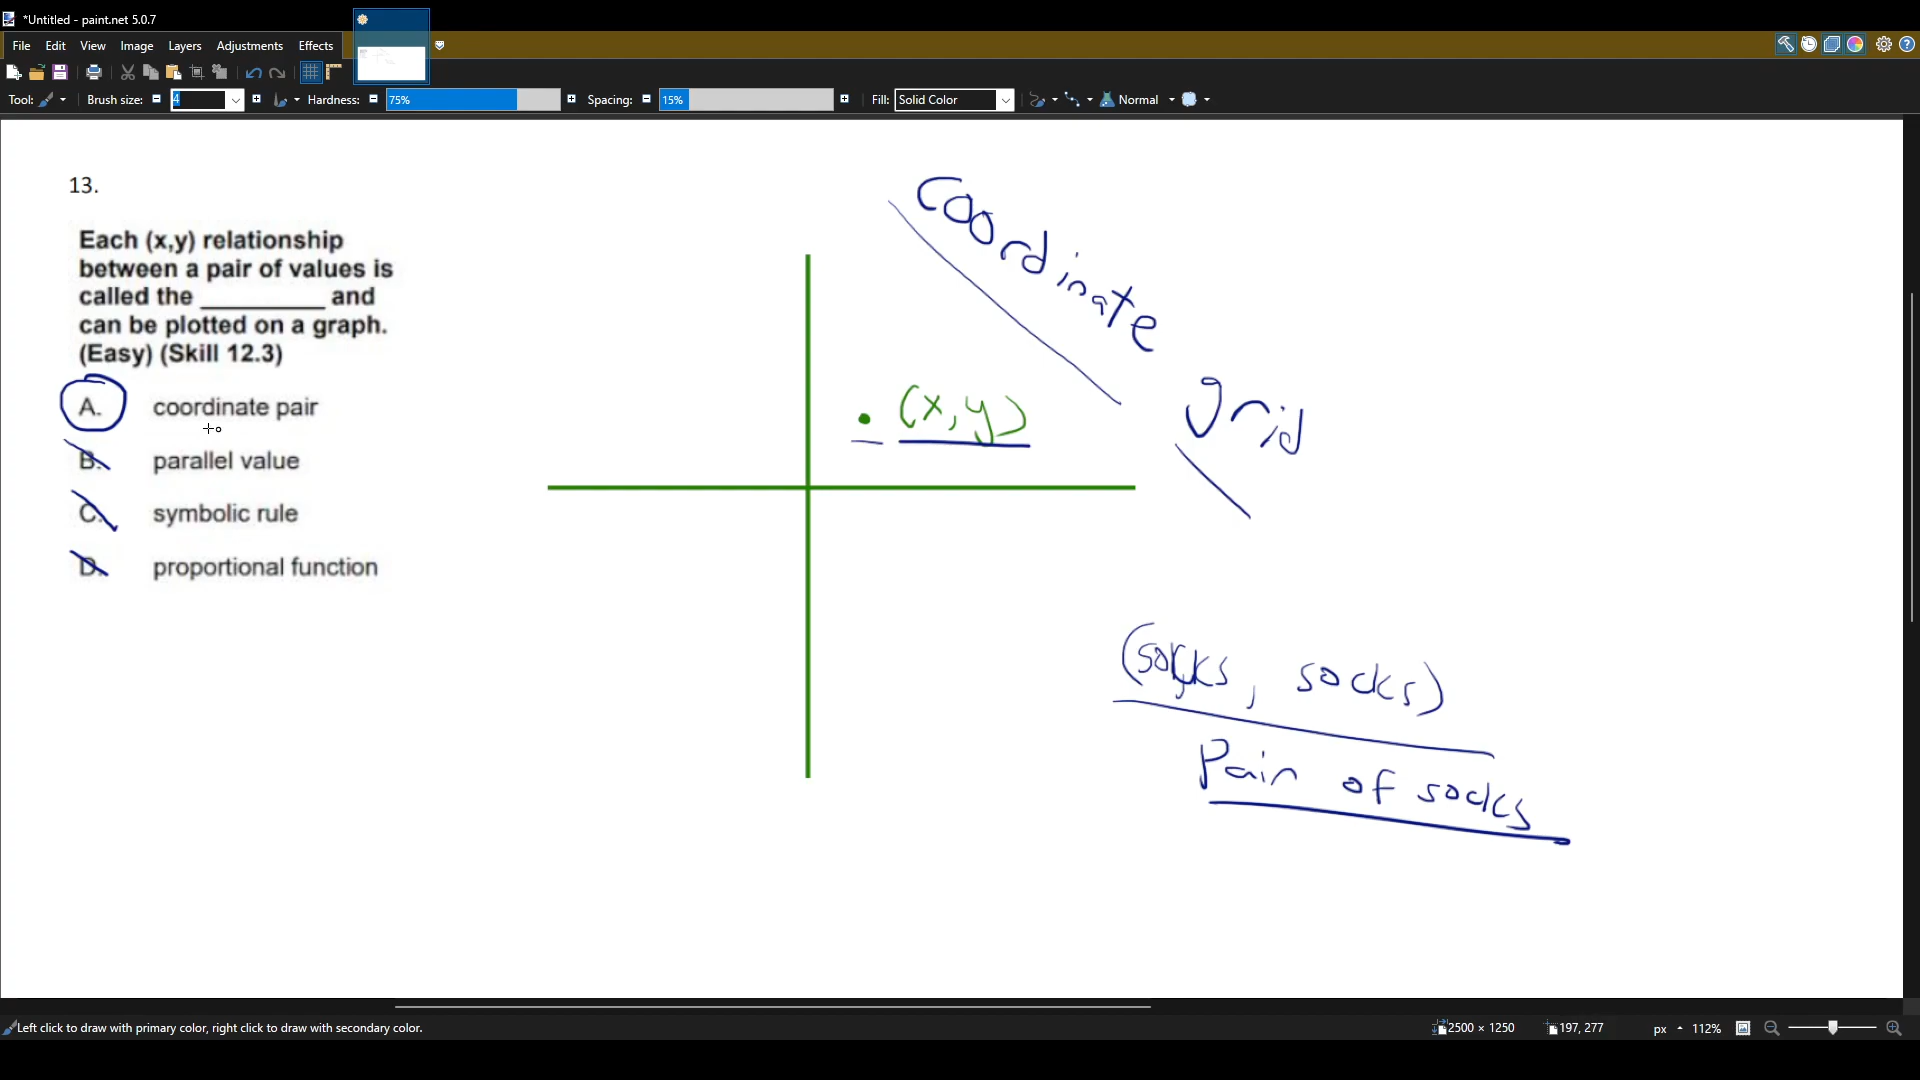 *Untitled - paint.net 5.0.7
File Edit View Image Layers Adjustments Effects
Tool: Brush size: 4 Hardness: 75% Spacing: 15% Fill: Solid Color Normal
13.
Each (x,y) relationship
between a pair of values is
called the _________ and
can be plotted on a graph.
(Easy) (Skill 12.3)
A. coordinate pair
B. parallel value
C. symbolic rule
D. proportional function
coordinate
grid
(x,y)
(socks, socks)
Pair of socks
Left click to draw with primary color, right click to draw with secondary color.
2500 × 1250 197, 277 px 112%